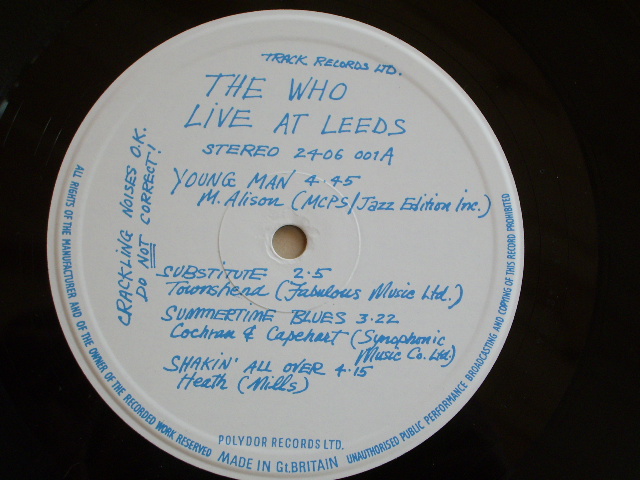 TRACK RECORDS LTD.
THE WHO
LIVE AT LEEDS
STEREO 2406 001A
CRACKLING NOISES O.K.
DO NOT CORRECT!
YOUNG MAN 4.45
M. Alison (MCPS/Jazz Edition Inc.)
SUBSTITUTE 2.5
Townshend (Fabulous Music Ltd.)
SUMMERTIME BLUES 3.22
Cochran & Capehart (Synophonic
Music Co. Ltd.)
SHAKIN' ALL OVER 4.15
Heath (Mills)
POLYDOR RECORDS LTD.
ALL RIGHTS OF THE MANUFACTURER AND OF THE OWNER OF THE RECORDED WORK RESERVED
MADE IN Gt.BRITAIN
UNAUTHORISED PUBLIC PERFORMANCE BROADCASTING AND COPYING OF THIS RECORD PROHIBITED